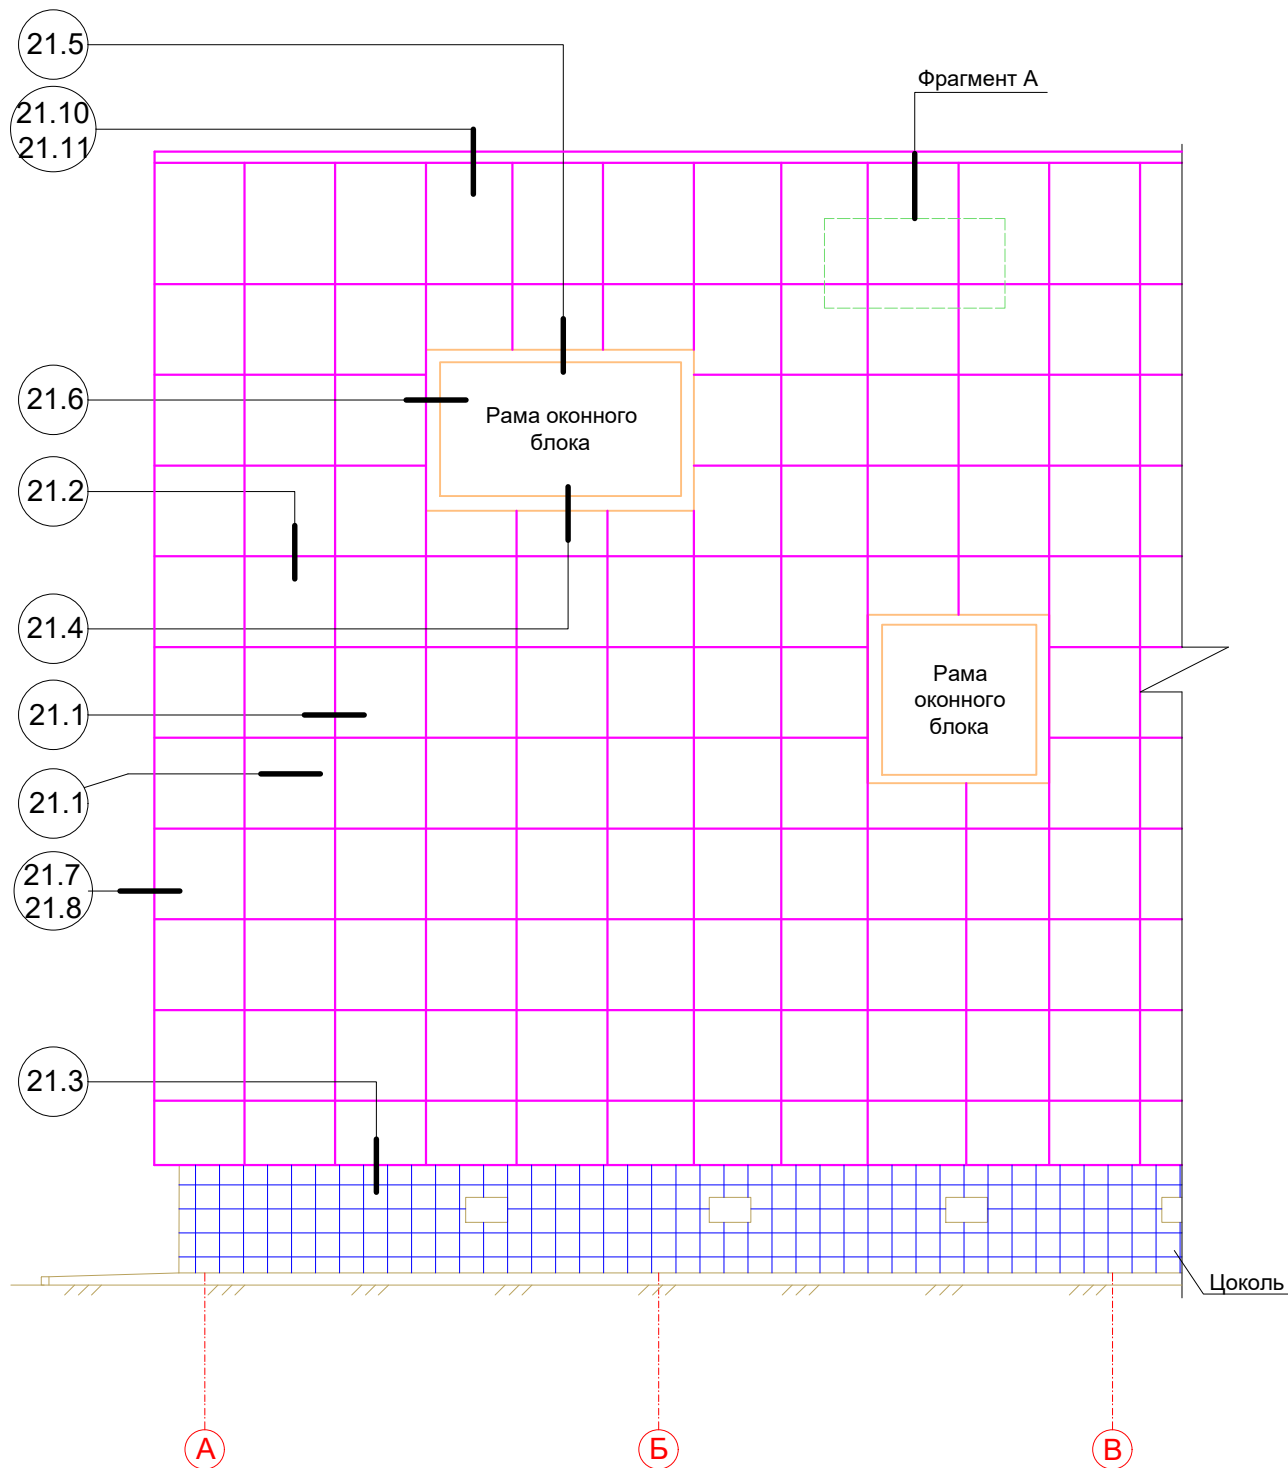 21.5
21.10
21.11
Фрагмент А
21.6
Рама оконного
блока
21.2
21.4
Рама
оконного
блока
21.1
21.1
21.7
21.8
21.3
Цоколь
А
Б
В